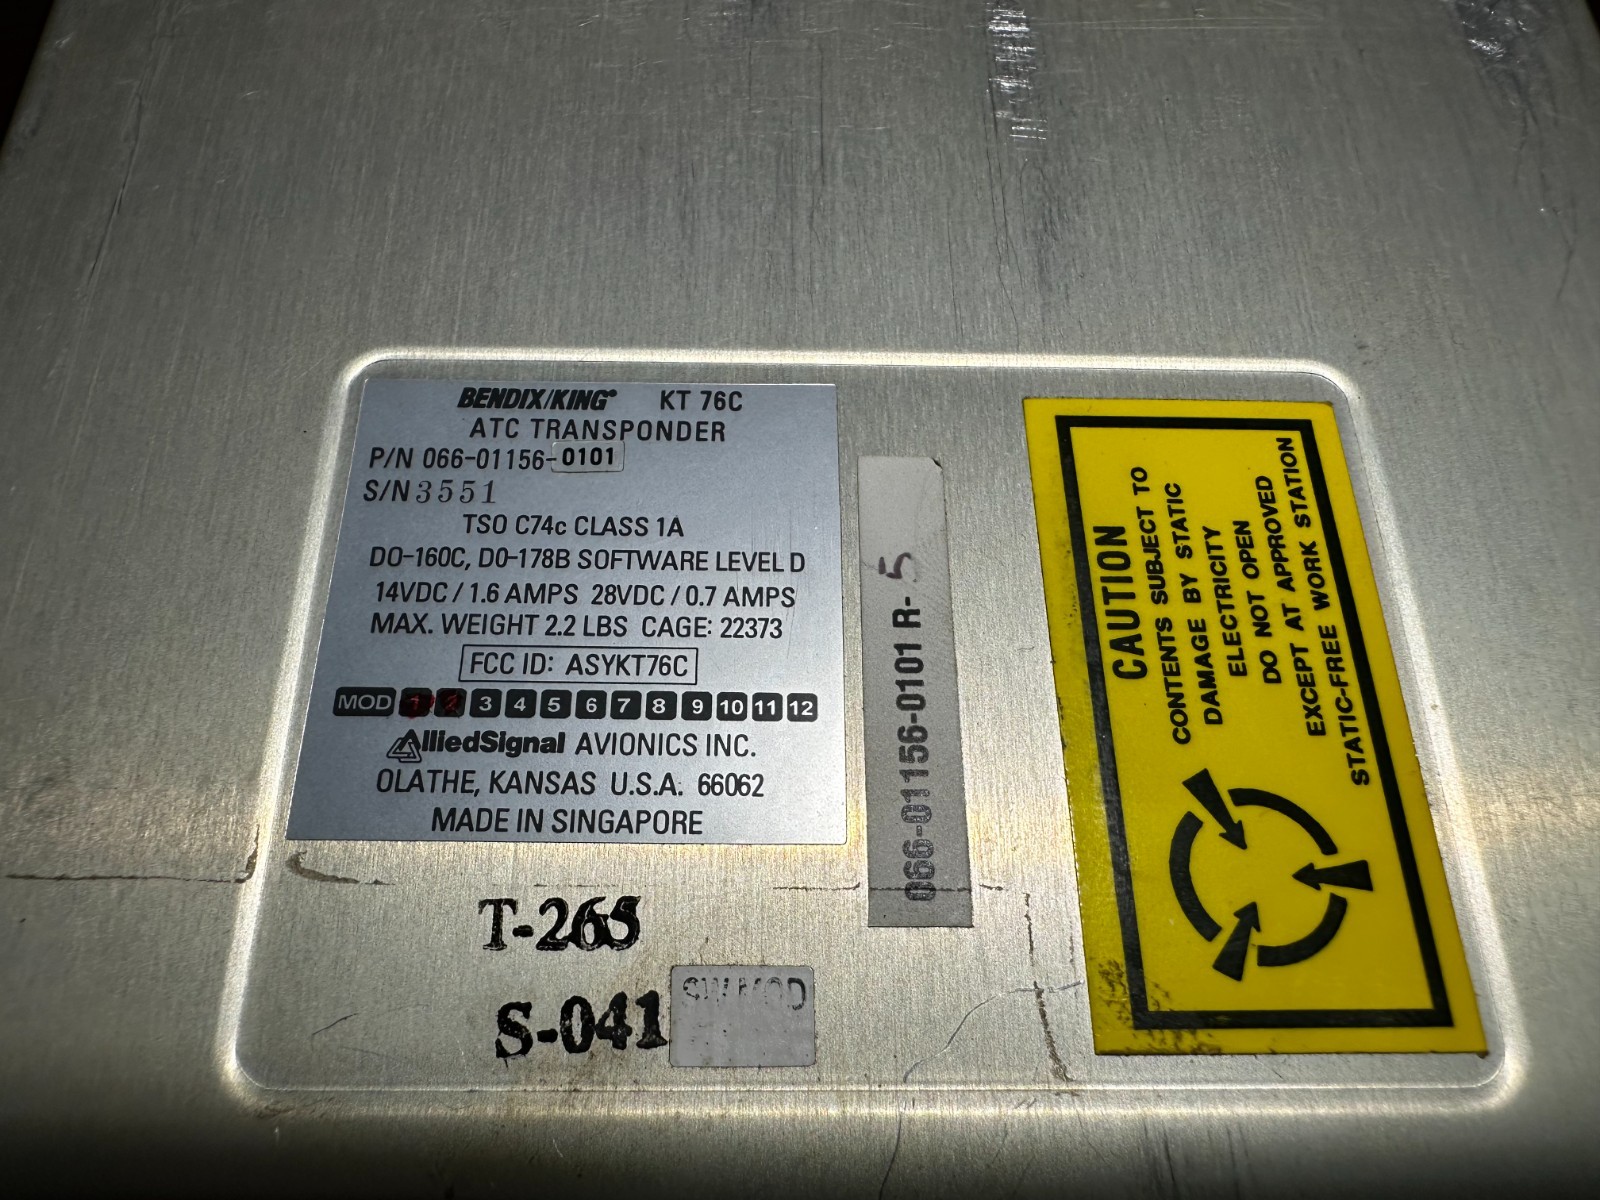 BENDIX/KING KT 76C
ATC TRANSPONDER
P/N 066-01156-0101
S/N 3551
TSO C74c CLASS 1A
DO-160C, DO-178B SOFTWARE LEVEL D
14VDC / 1.6 AMPS 28VDC / 0.7 AMPS
MAX. WEIGHT 2.2 LBS CAGE: 22373
FCC ID: ASYKT76C
MOD 1 2 3 4 5 6 7 8 9 10 11 12
AlliedSignal AVIONICS INC.
OLATHE, KANSAS U.S.A. 66062
MADE IN SINGAPORE
T-265
S-041
SW MOD
066-01156-0101 R-5
CAUTION
CONTENTS SUBJECT TO
DAMAGE BY STATIC
ELECTRICITY
DO NOT OPEN
EXCEPT AT APPROVED
STATIC-FREE WORK STATION